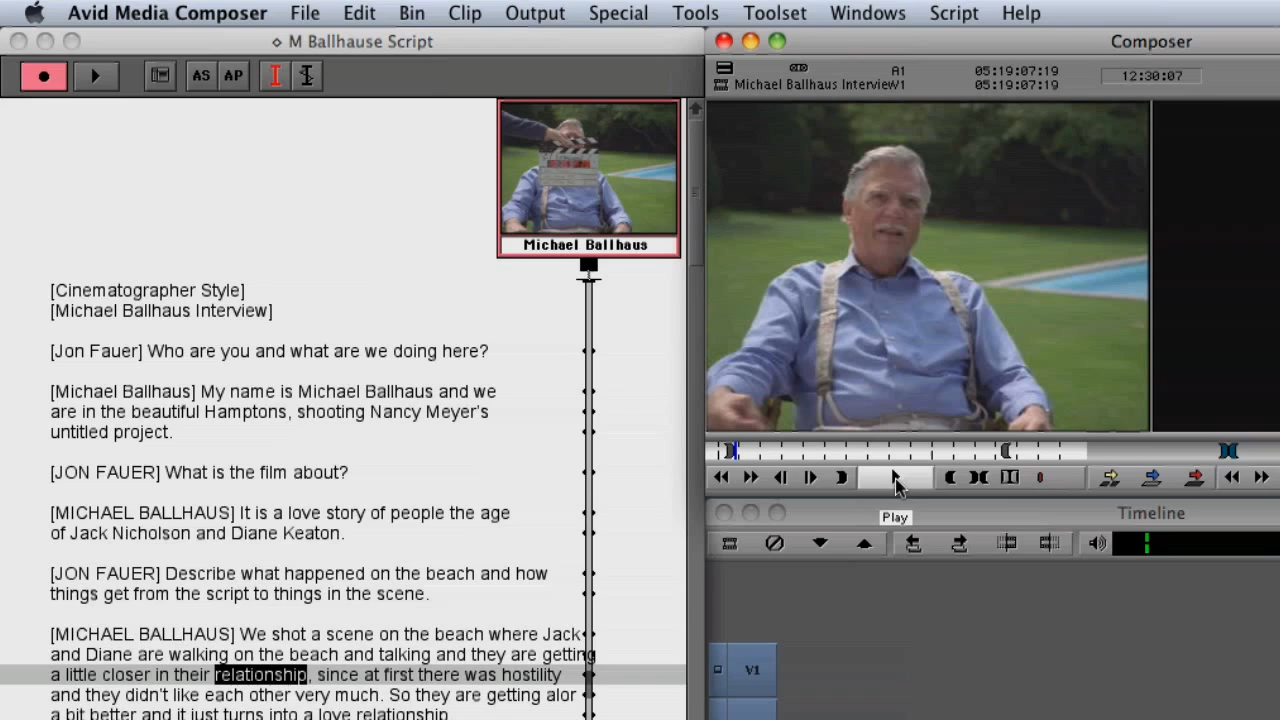 Avid Media Composer File Edit Bin Clip Output Special Tools Toolset Windows Script Help
M Ballhause Script
Composer
AS AP
A1 05:19:07:19
12:30:07
Michael Ballhaus Interview V1 05:19:07:19
Michael Ballhaus
[Cinematographer Style]
[Michael Ballhaus Interview]
[Jon Fauer] Who are you and what are we doing here?
[Michael Ballhaus] My name is Michael Ballhaus and we
are in the beautiful Hamptons, shooting Nancy Meyer's
untitled project.
[JON FAUER] What is the film about?
[MICHAEL BALLHAUS] It is a love story of people the age
of Jack Nicholson and Diane Keaton.
[JON FAUER] Describe what happened on the beach and how
things get from the script to things in the scene.
[MICHAEL BALLHAUS] We shot a scene on the beach where Jack
and Diane are walking on the beach and talking and they are getting
a little closer in their relationship, since at first there was hostility
and they didn't like each other very much. So they are getting alor
a bit better and it just turns into a love relationship.
Play
Timeline
V1